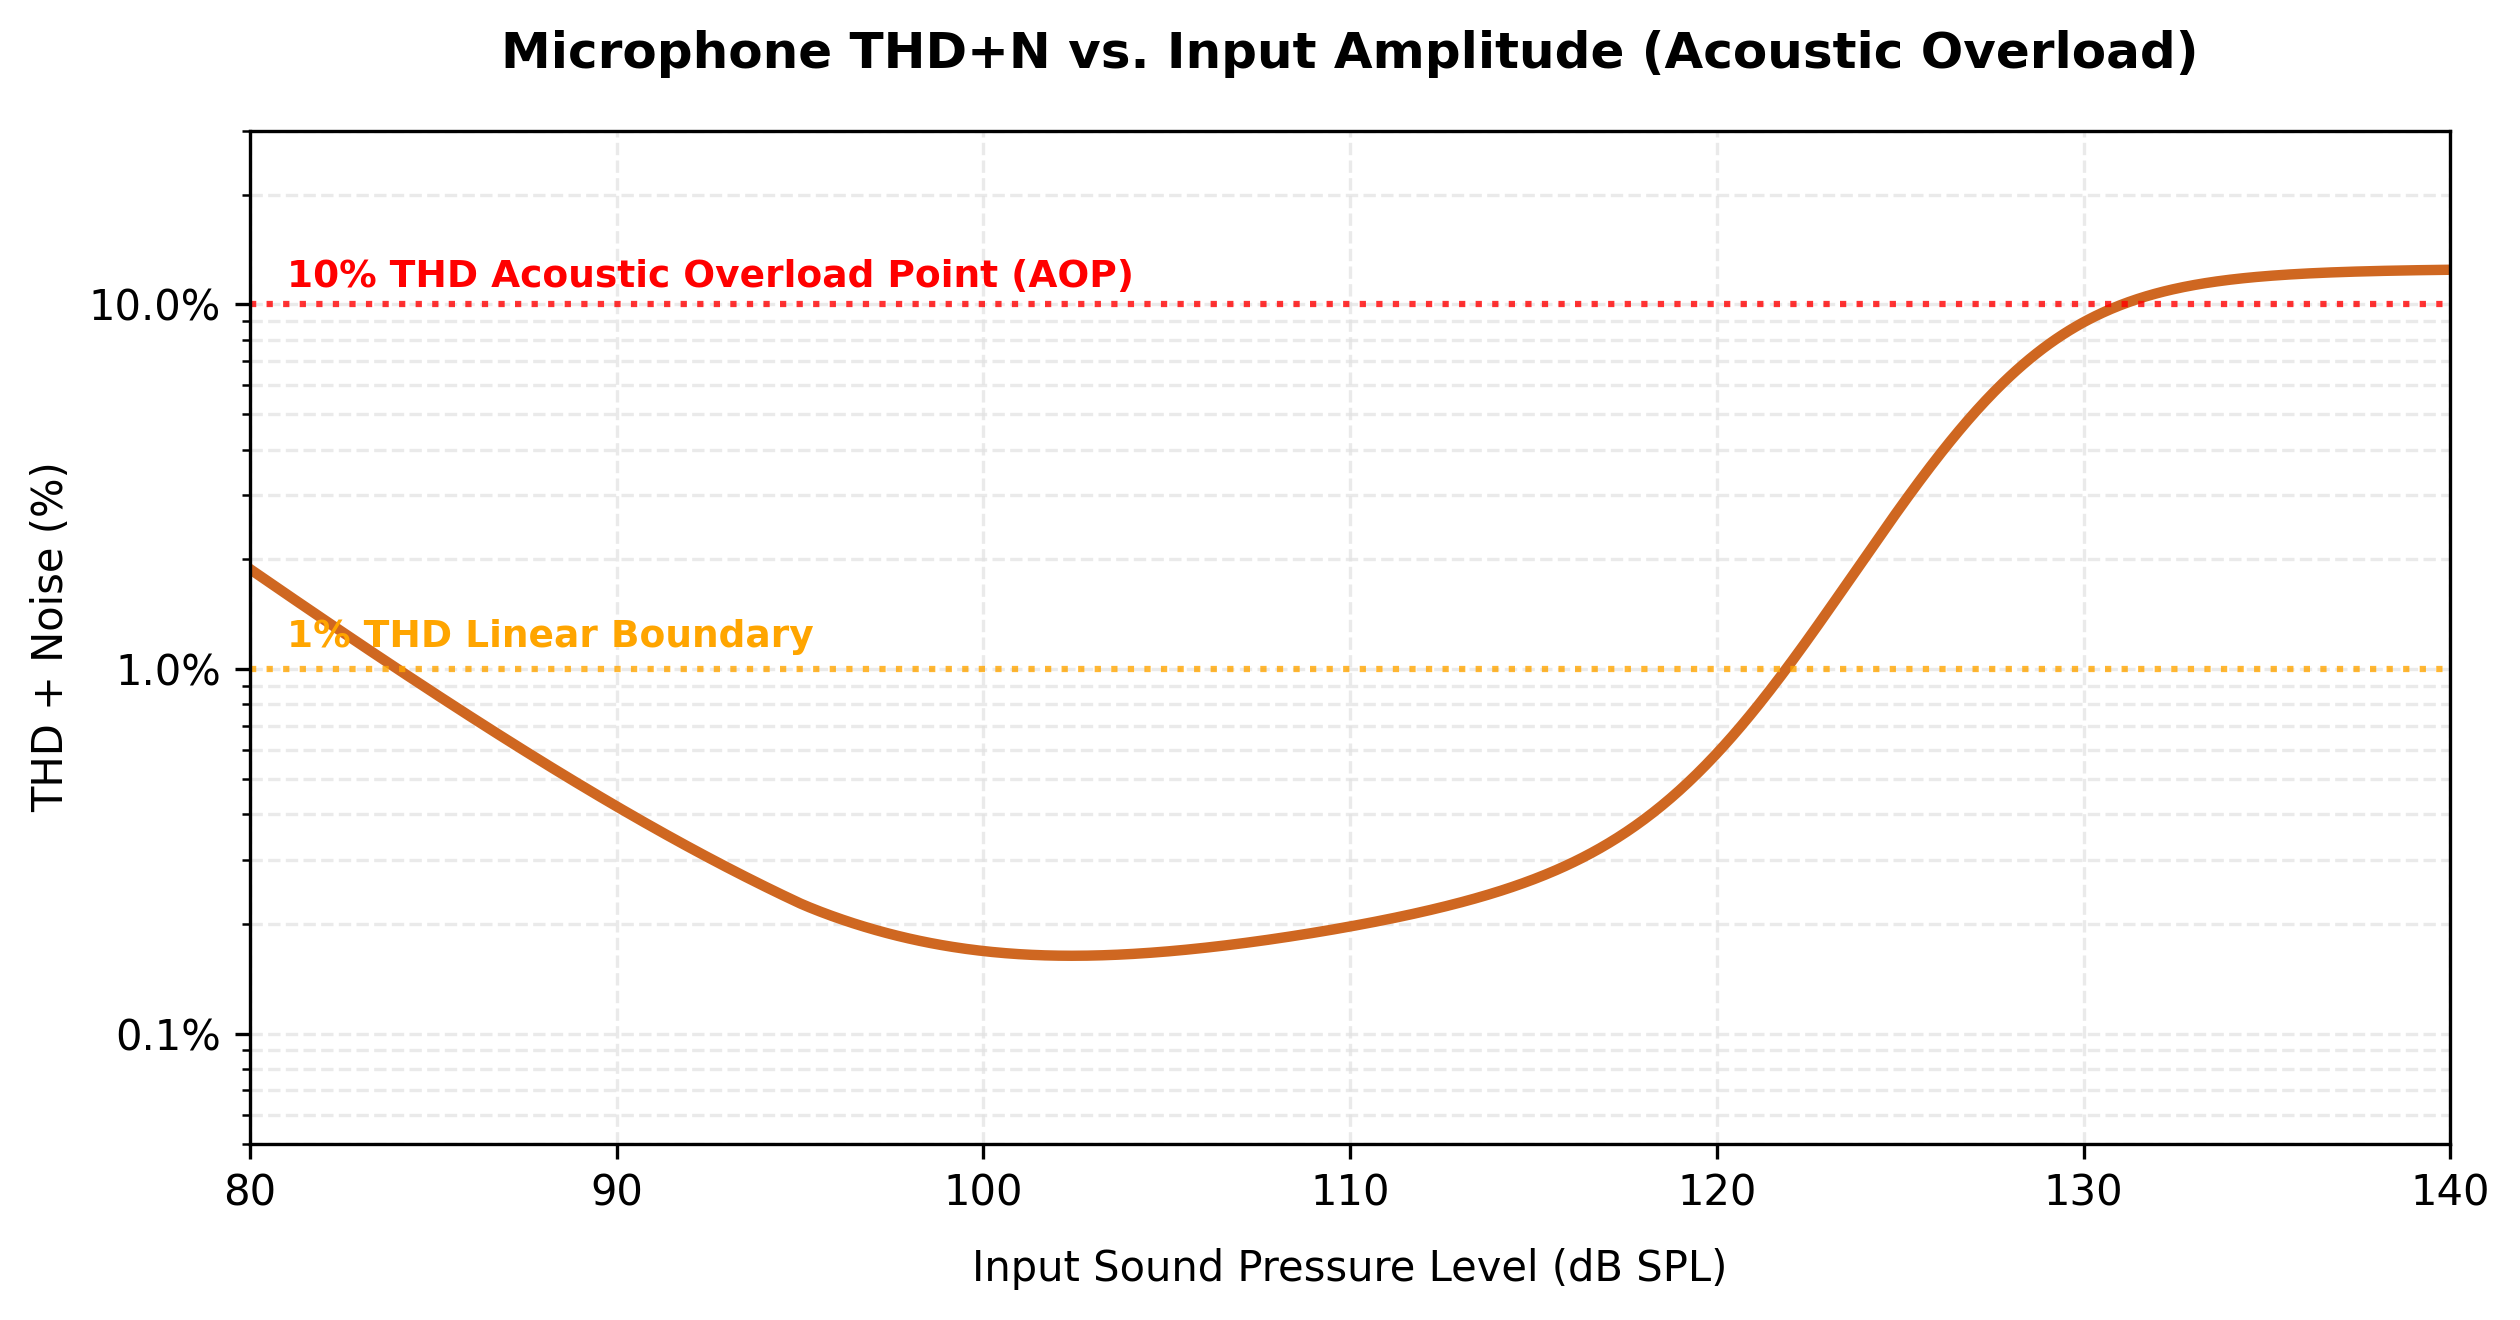 Microphone THD+N vs. Input Amplitude (Acoustic Overload)
10% THD Acoustic Overload Point (AOP)
10.0%
1% THD Linear Boundary
1.0%
0.1%
THD + Noise (%)
80 90 100 110 120 130 140
Input Sound Pressure Level (dB SPL)